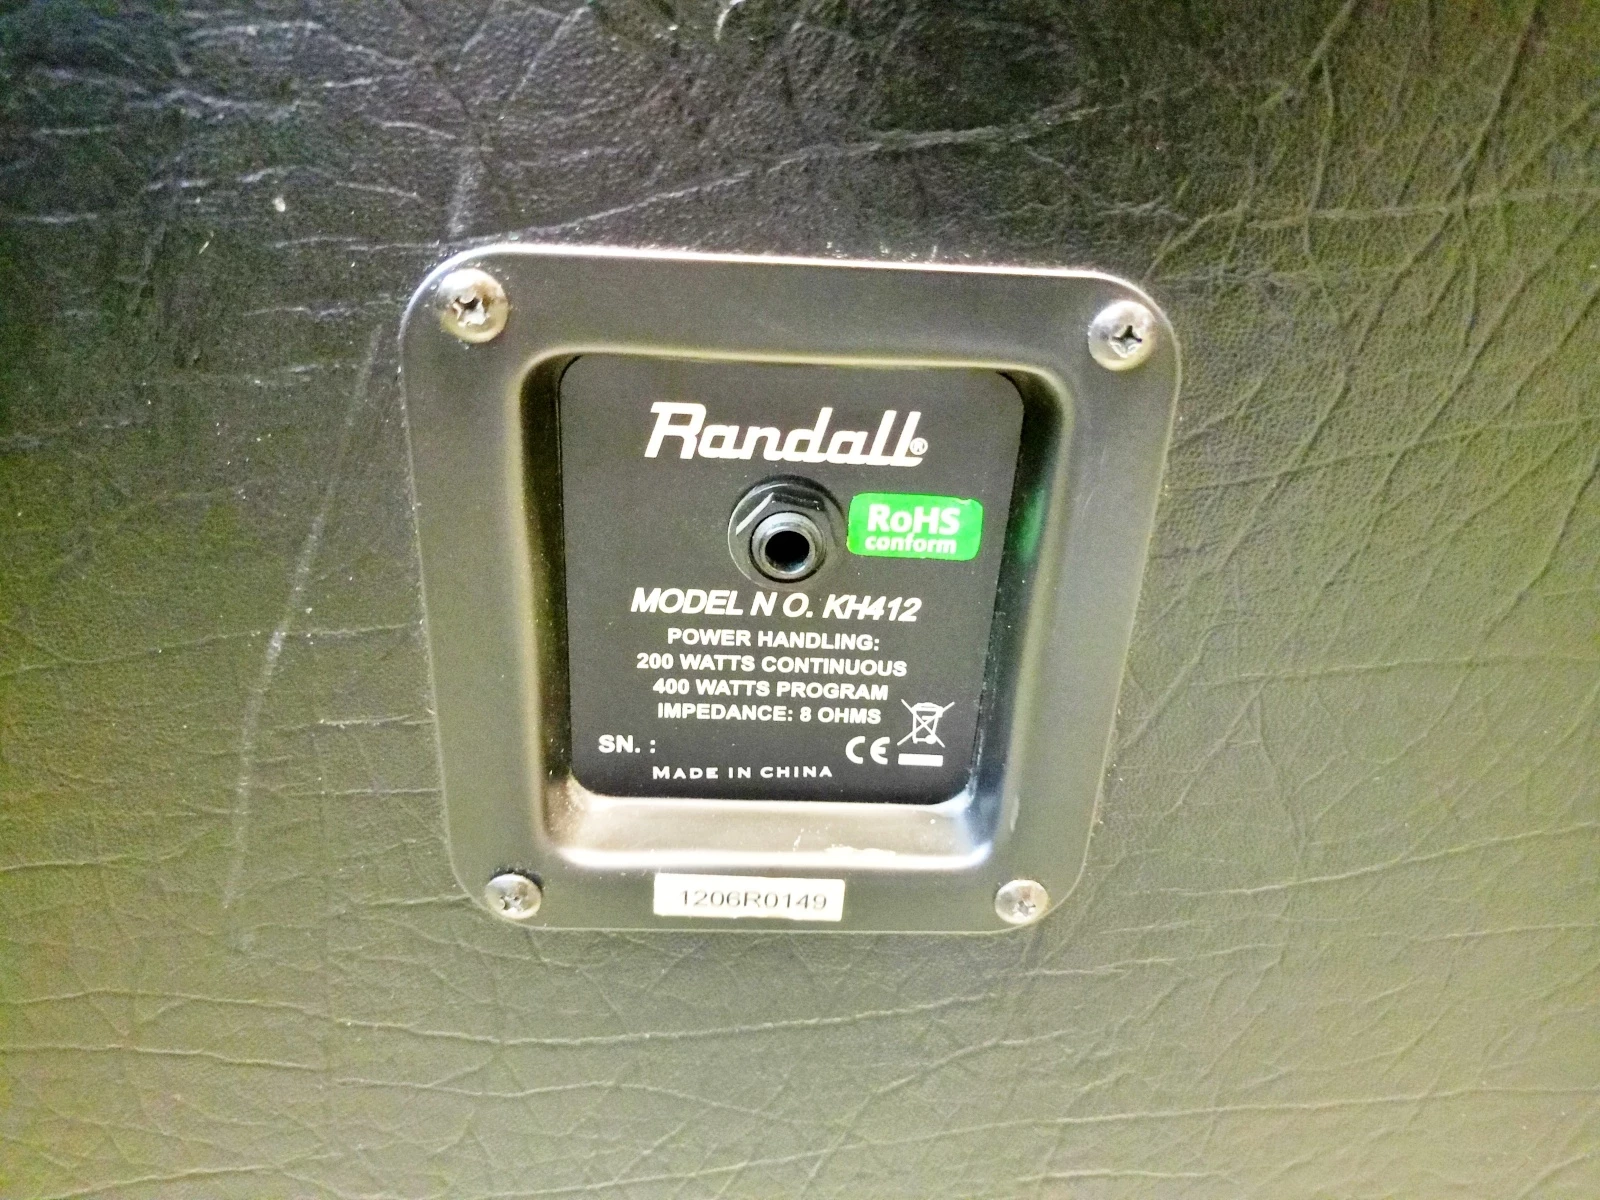 Randall®
RoHS
conform
MODEL N O. KH412
POWER HANDLING:
200 WATTS CONTINUOUS
400 WATTS PROGRAM
IMPEDANCE: 8 OHMS
SN. :
CE
MADE IN CHINA
1206R0149